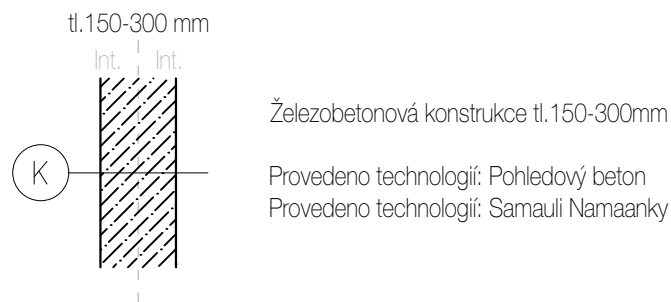 tl.150-300 mm
Int. Int.
K
Železobetonová konstrukce tl.150-300mm
Provedeno technologií: Pohledový beton
Provedeno technologií: Samauli Namaanky